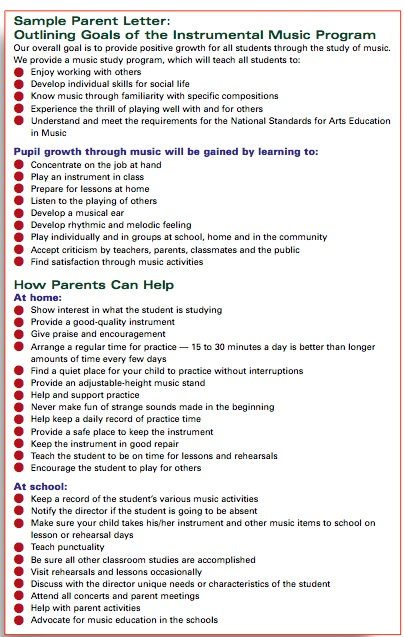 Sample Parent Letter:
Outlining Goals of the Instrumental Music Program
Our overall goal is to provide positive growth for all students through the study of music.
We provide a music study program, which will teach all students to:
Enjoy working with others
Develop individual skills for social life
Know music through familiarity with specific compositions
Experience the thrill of playing well with and for others
Understand and meet the requirements for the National Standards for Arts Education
in Music
Pupil growth through music will be gained by learning to:
Concentrate on the job at hand
Play an instrument in class
Prepare for lessons at home
Listen to the playing of others
Develop a musical ear
Develop rhythmic and melodic feeling
Play individually and in groups at school, home and in the community
Accept criticism by teachers, parents, classmates and the public
Find satisfaction through music activities
How Parents Can Help
At home:
Show interest in what the student is studying
Provide a good-quality instrument
Give praise and encouragement
Arrange a regular time for practice — 15 to 30 minutes a day is better than longer
amounts of time every few days
Find a quiet place for your child to practice without interruptions
Provide an adjustable-height music stand
Help and support practice
Never make fun of strange sounds made in the beginning
Help keep a daily record of practice time
Provide a safe place to keep the instrument
Keep the instrument in good repair
Teach the student to be on time for lessons and rehearsals
Encourage the student to play for others
At school:
Keep a record of the student's various music activities
Notify the director if the student is going to be absent
Make sure your child takes his/her instrument and other music items to school on
lesson or rehearsal days
Teach punctuality
Be sure all other classroom studies are accomplished
Visit rehearsals and lessons occasionally
Discuss with the director unique needs or characteristics of the student
Attend all concerts and parent meetings
Help with parent activities
Advocate for music education in the schools